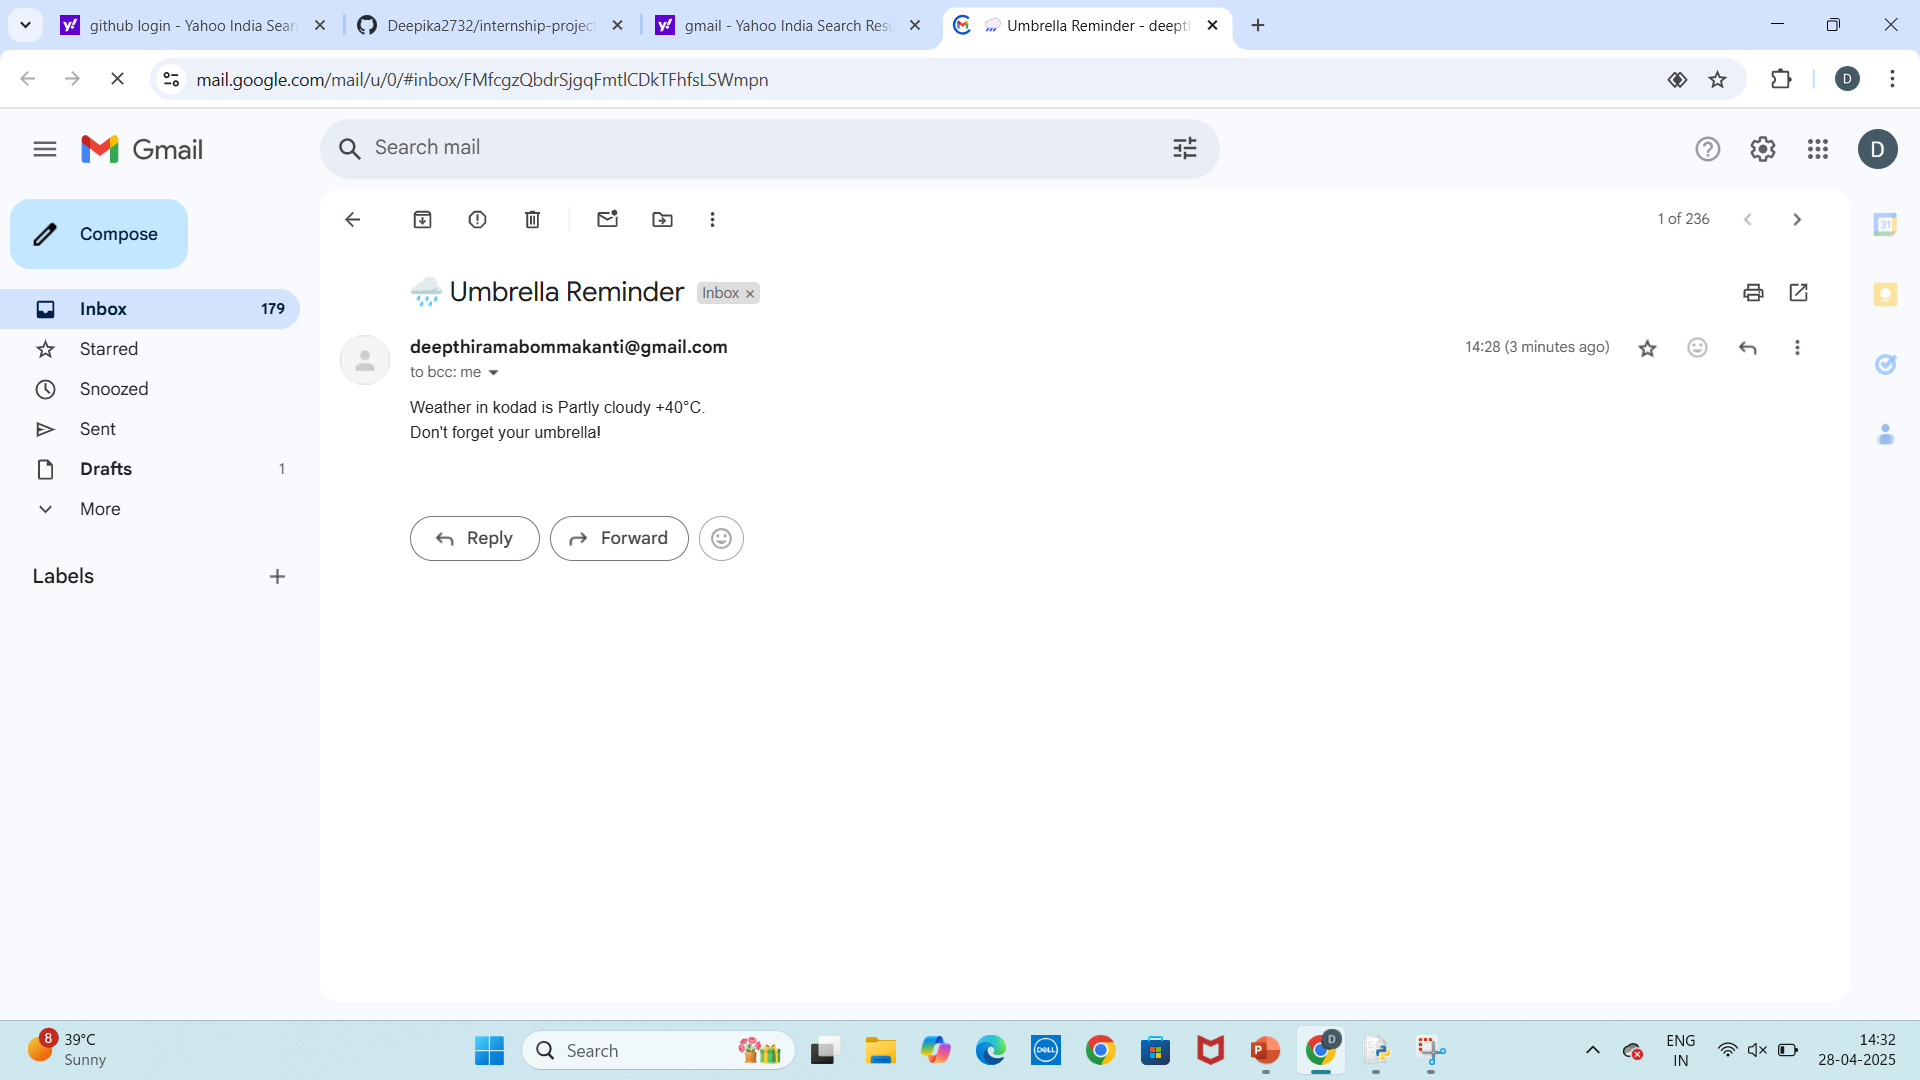 github login - Yahoo India Sear
Deepika2732/internship-project
gmail - Yahoo India Search Resu
Umbrella Reminder - deepth
mail.google.com/mail/u/0/#inbox/FMfcgzQbdrSjgqFmtlCDkTFhfsLSWmpn
D
Gmail
Search mail
D
Compose
1 of 236
Umbrella Reminder
Inbox ×
Inbox 179
Starred
Snoozed
Sent
Drafts 1
More
Labels
deepthiramabommakanti@gmail.com
14:28 (3 minutes ago)
to bcc: me
Weather in kodad is Partly cloudy +40°C.
Don't forget your umbrella!
Reply
Forward
31
8
39°C
Sunny
Search
DELL
P
D
ENG
IN
14:32
28-04-2025